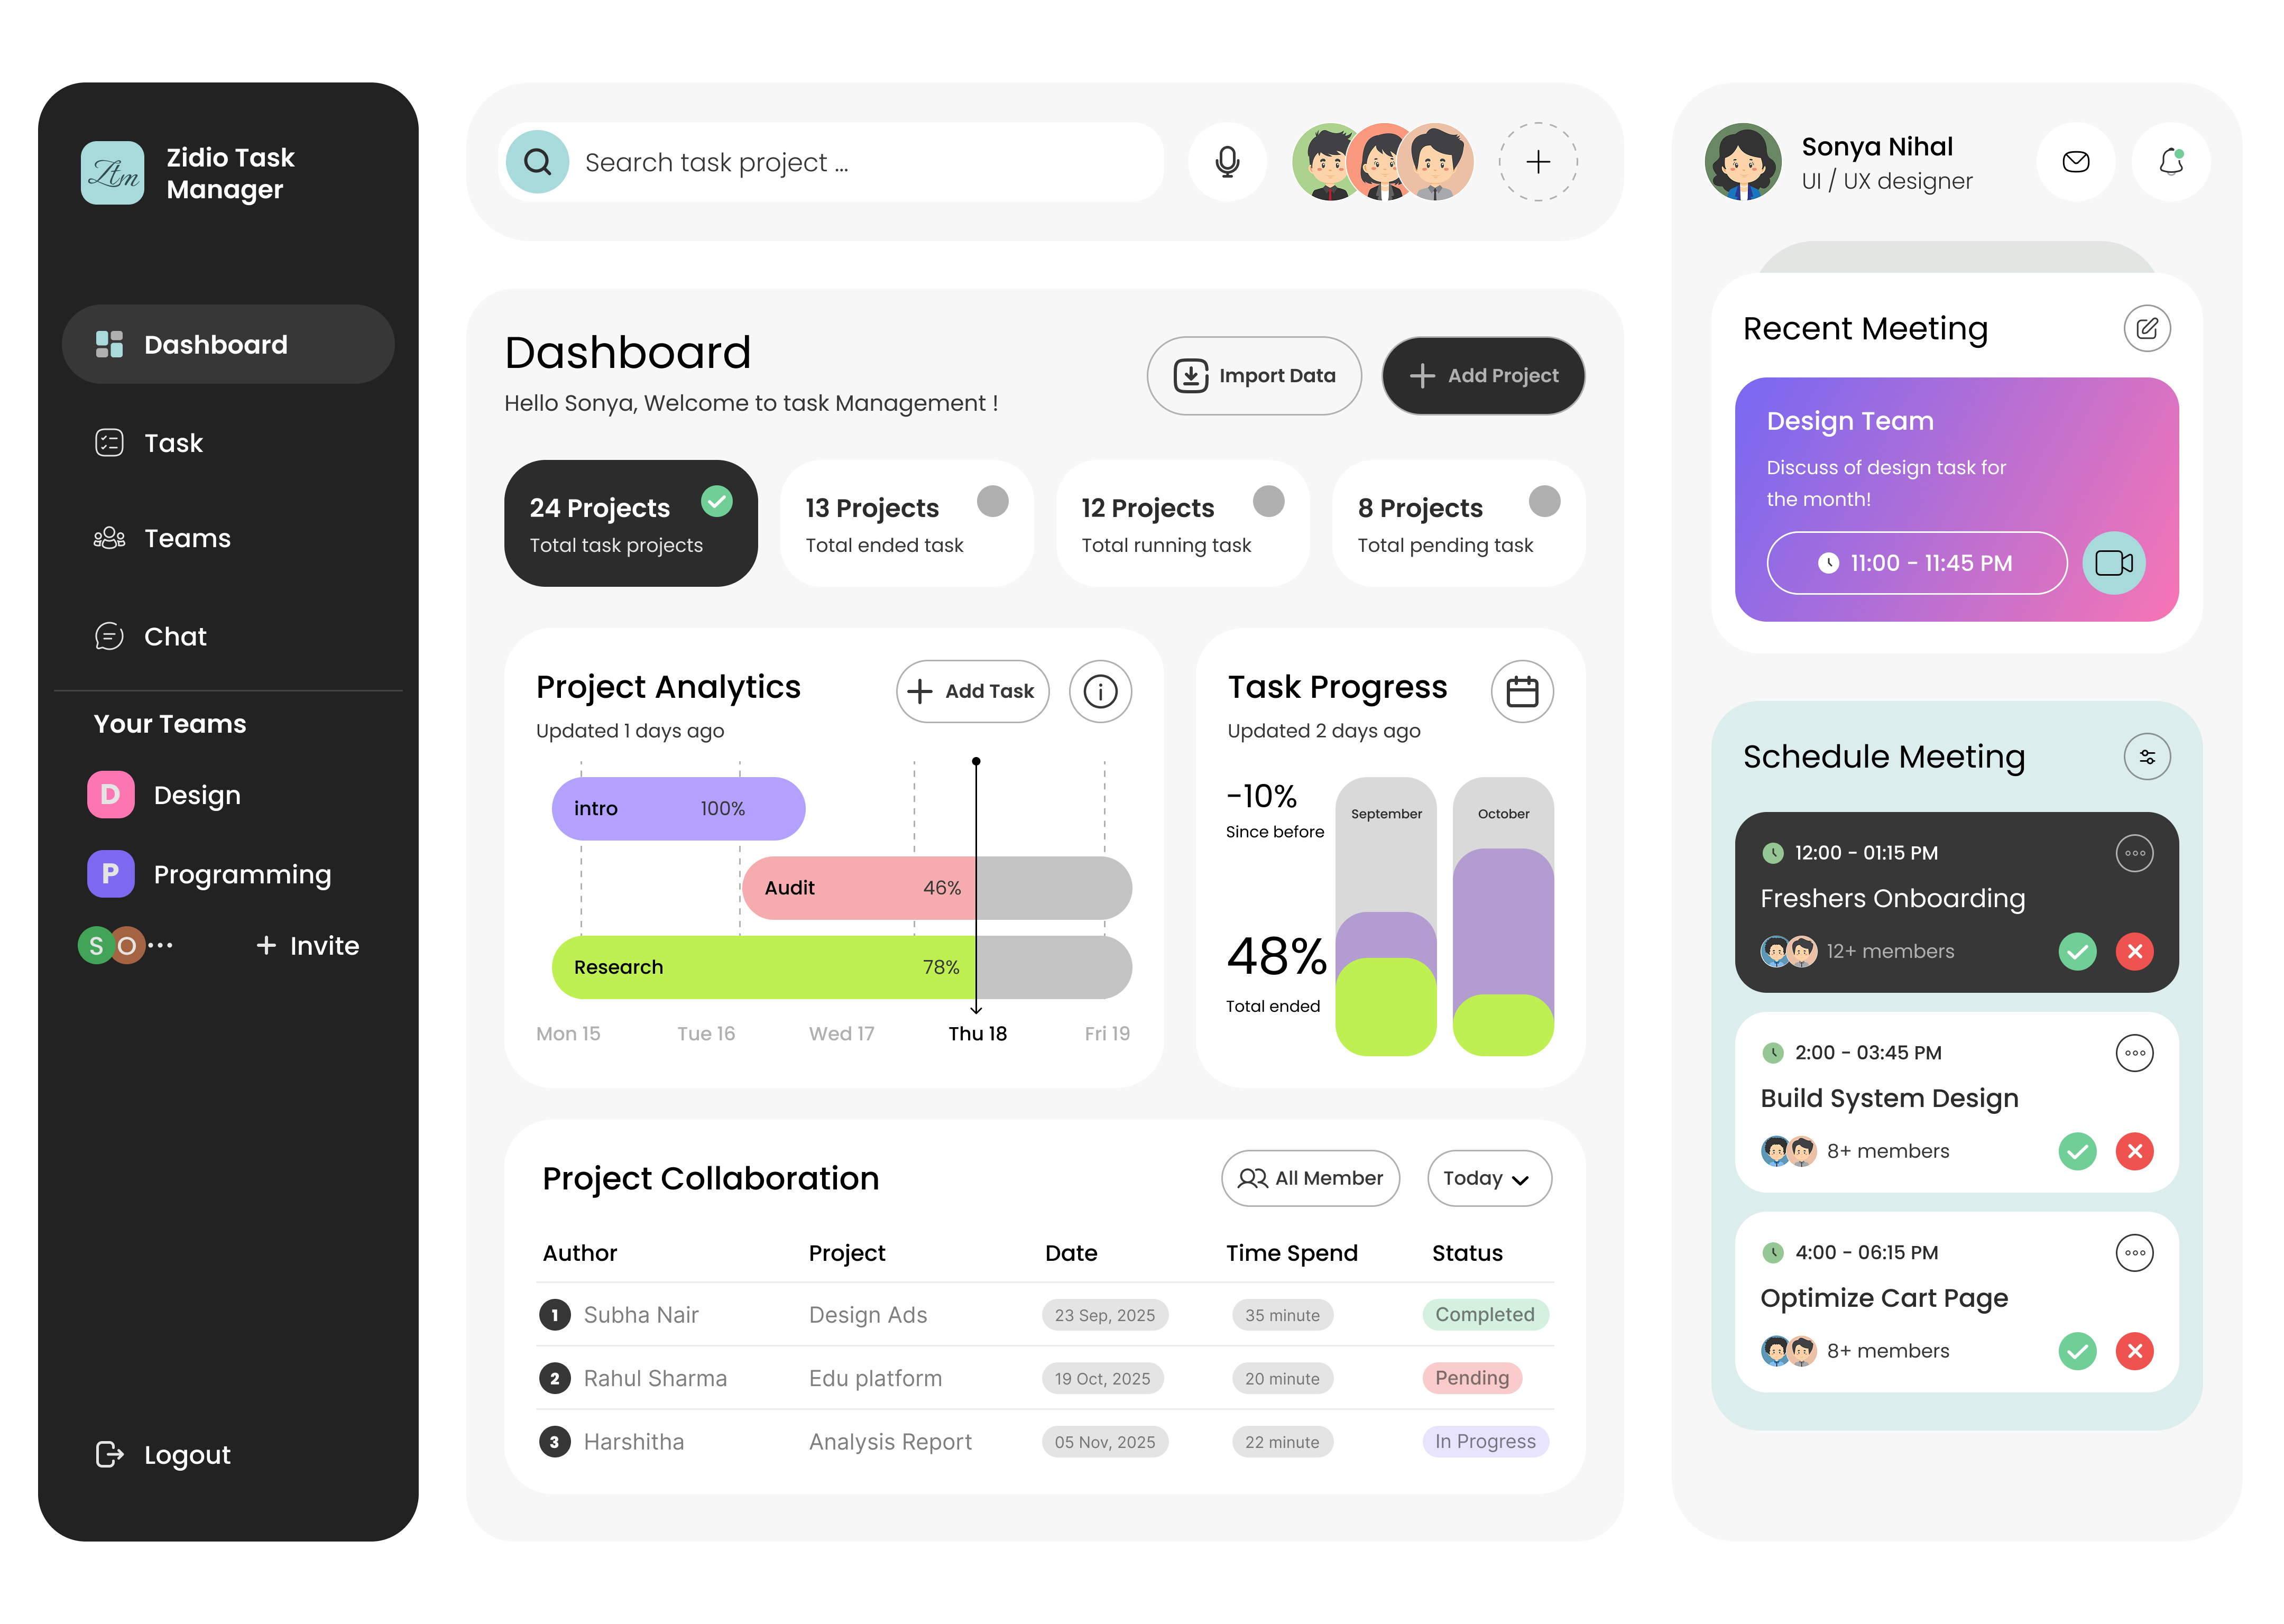 Ztm
Zidio Task
Manager
Dashboard
Task
Teams
Chat
Your Teams
D Design
P Programming
S O ··· + Invite
Logout
Search task project ...
Dashboard
Hello Sonya, Welcome to task Management !
Import Data
+ Add Project
24 Projects
Total task projects
13 Projects
Total ended task
12 Projects
Total running task
8 Projects
Total pending task
Project Analytics
Updated 1 days ago
+ Add Task
intro 100%
Audit 46%
Research 78%
Mon 15 Tue 16 Wed 17 Thu 18 Fri 19
Task Progress
Updated 2 days ago
-10%
Since before
48%
Total ended
September
October
Project Collaboration
All Member
Today
Author Project Date Time Spend Status
1 Subha Nair Design Ads 23 Sep, 2025 35 minute Completed
2 Rahul Sharma Edu platform 19 Oct, 2025 20 minute Pending
3 Harshitha Analysis Report 05 Nov, 2025 22 minute In Progress
Sonya Nihal
UI / UX designer
Recent Meeting
Design Team
Discuss of design task for
the month!
11:00 - 11:45 PM
Schedule Meeting
12:00 - 01:15 PM
Freshers Onboarding
12+ members
2:00 - 03:45 PM
Build System Design
8+ members
4:00 - 06:15 PM
Optimize Cart Page
8+ members